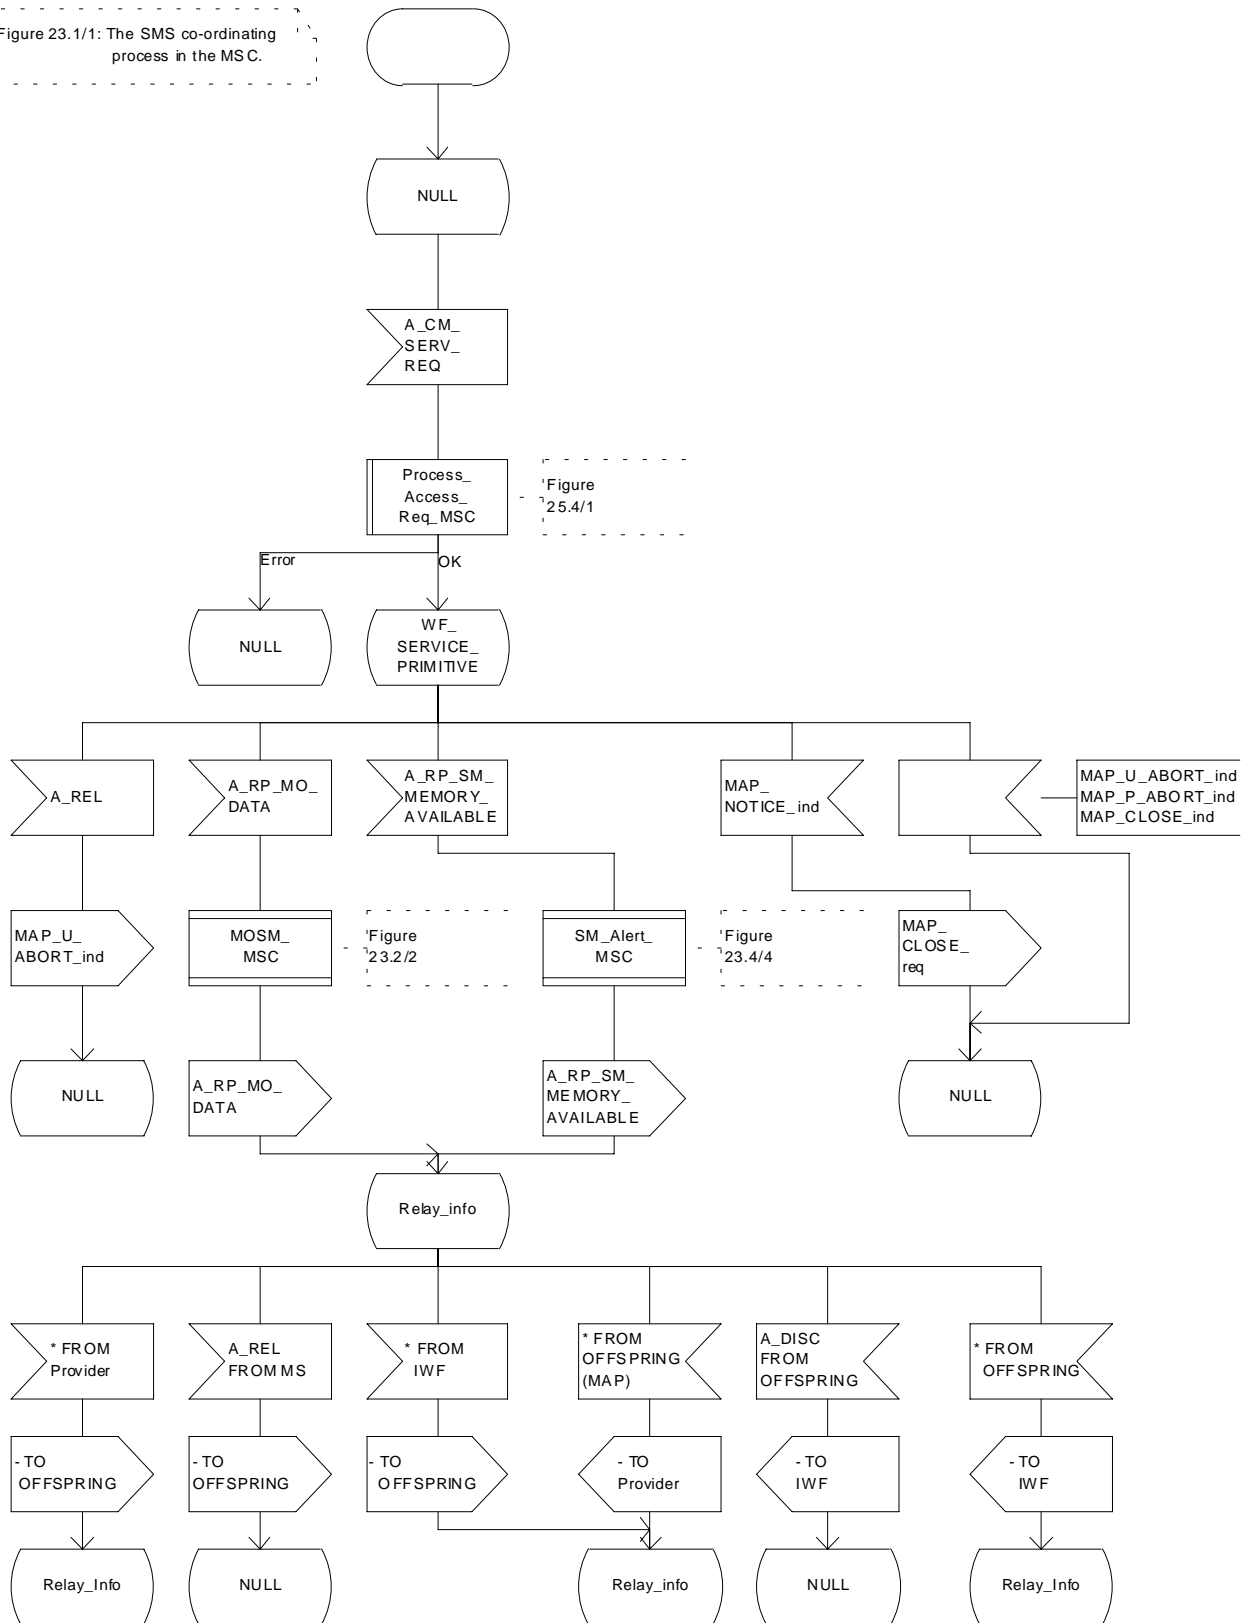 Figure 23.1/1: The SMS co-ordinating
process in the MSC.
NULL
A_CM_
SERV_
REQ
Process_
Access_
Req_MSC
Figure
25.4/1
Error
OK
NULL
WF_
SERVICE_
PRIMITIVE
A_REL
A_RP_MO_
DATA
A_RP_SM_
MEMORY_
AVAILABLE
MAP_
NOTICE_ind
MAP_U_ABORT_ind
MAP_P_ABORT_ind
MAP_CLOSE_ind
MAP_U_
ABORT_ind
MOSM_
MSC
Figure
23.2/2
SM_Alert_
MSC
Figure
23.4/4
MAP_
CLOSE_
req
NULL
A_RP_MO_
DATA
A_RP_SM_
MEMORY_
AVAILABLE
NULL
Relay_info
* FROM
Provider
A_REL
FROM MS
* FROM
IWF
* FROM
OFFSPRING
(MAP)
A_DISC
FROM
OFFSPRING
* FROM
OFFSPRING
- TO
OFFSPRING
- TO
OFFSPRING
- TO
OFFSPRING
- TO
Provider
- TO
IWF
- TO
IWF
Relay_Info
NULL
Relay_info
NULL
Relay_Info